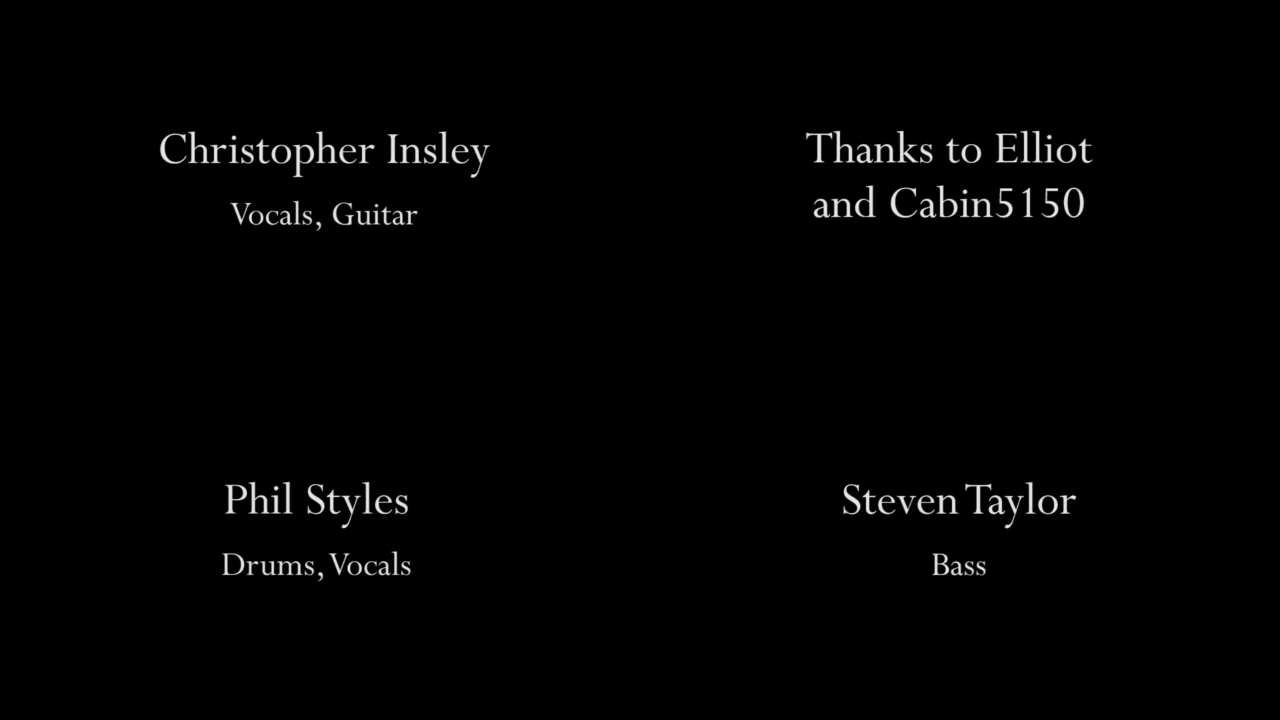 Christopher Insley
Vocals, Guitar
Thanks to Elliot
and Cabin5150
Phil Styles
Drums, Vocals
Steven Taylor
Bass